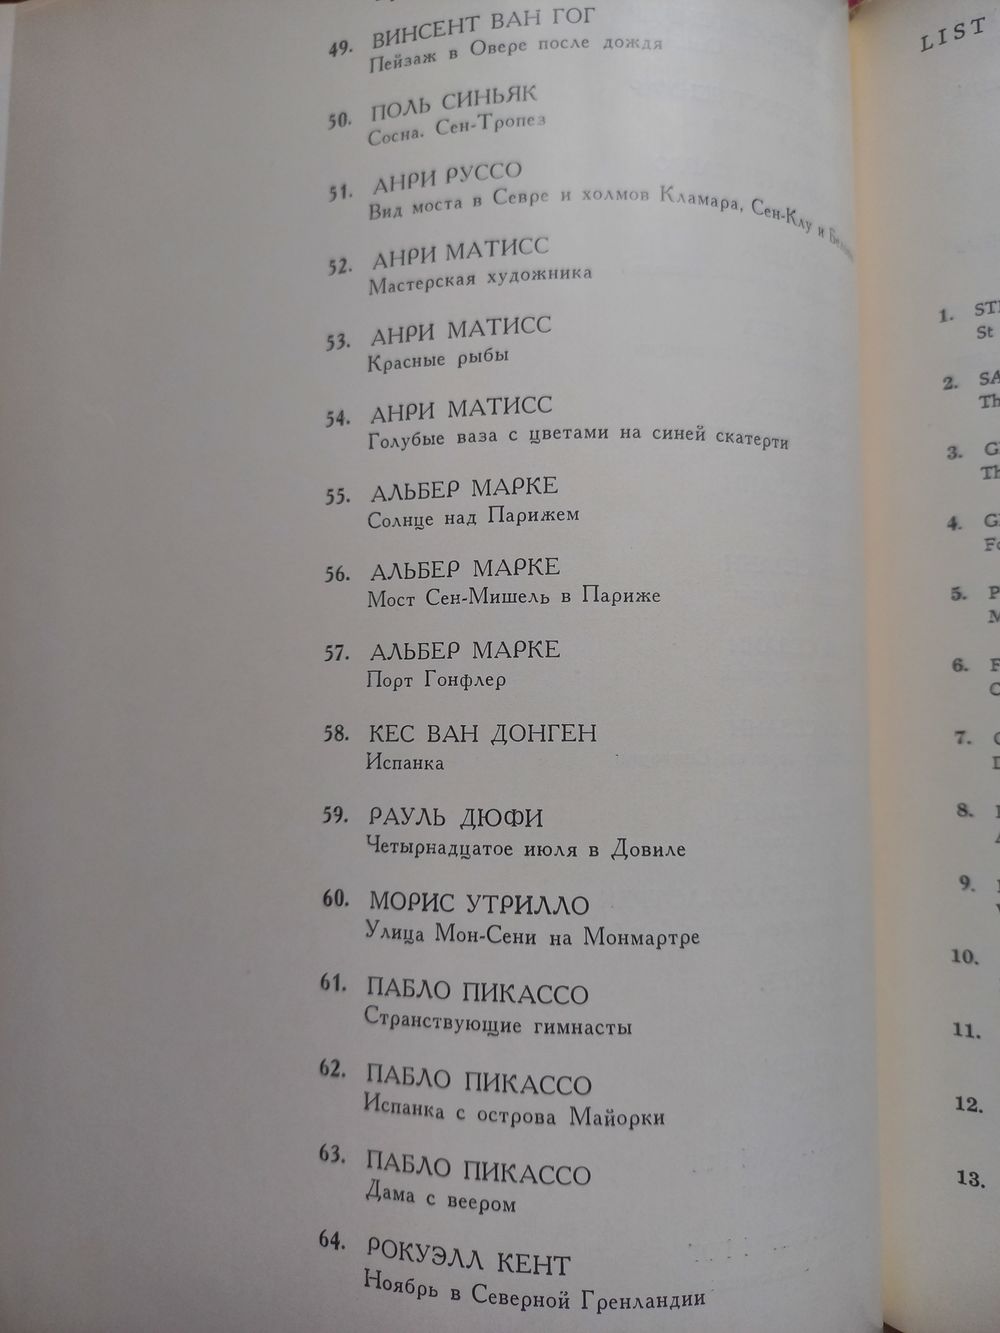 49. ВИНСЕНТ ВАН ГОГ
Пейзаж в Овере после дождя
50. ПОЛЬ СИНЬЯК
Сосна. Сен-Тропез
51. АНРИ РУССО
Вид моста в Севре и холмов Кламара, Сен-Клу и
52. АНРИ МАТИСС
Мастерская художника
53. АНРИ МАТИСС
Красные рыбы
54. АНРИ МАТИСС
Голубые ваза с цветами на синей скатерти
55. АЛЬБЕР МАРКЕ
Солнце над Парижем
56. АЛЬБЕР МАРКЕ
Мост Сен-Мишель в Париже
57. АЛЬБЕР МАРКЕ
Порт Гонфлер
58. КЕС ВАН ДОНГЕН
Испанка
59. РАУЛЬ ДЮФИ
Четырнадцатое июля в Довиле
60. МОРИС УТРИЛЛО
Улица Мон-Сени на Монмартре
61. ПАБЛО ПИКАССО
Странствующие гимнасты
62. ПАБЛО ПИКАССО
Испанка с острова Майорки
63. ПАБЛО ПИКАССО
Дама с веером
64. РОКУЭЛЛ КЕНТ
Ноябрь в Северной Гренландии
LIST
1.
St
2.
3.
4.
5.
6.
7.
8.
9.
10.
11.
12.
13.